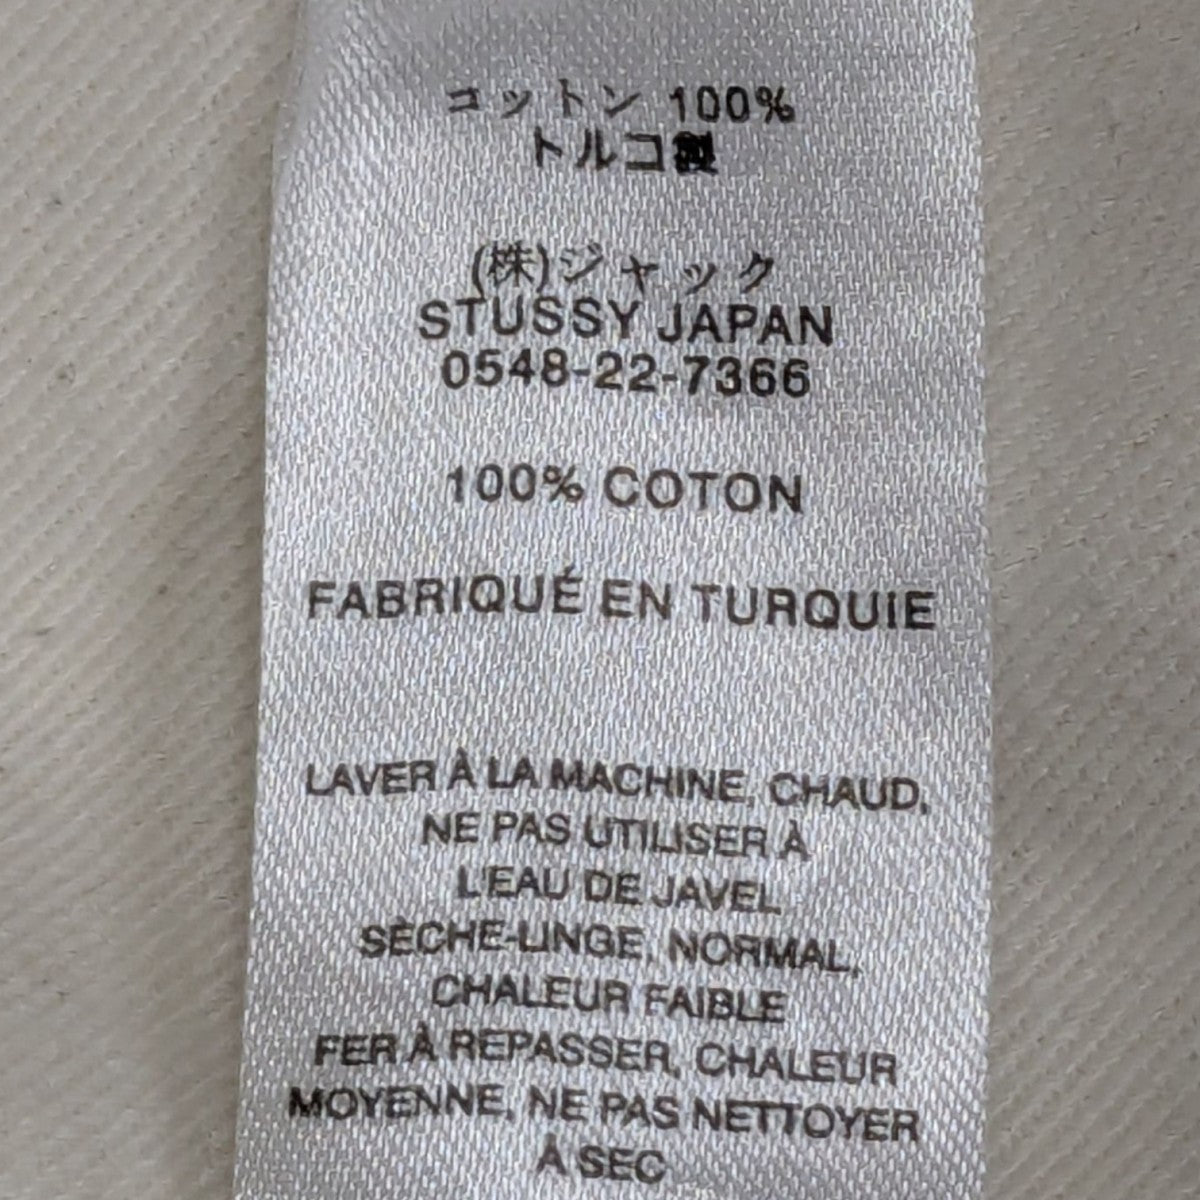 コットン 100%
トルコ製
(株)ジャック
STUSSY JAPAN
0548-22-7366
100% COTON
FABRIQUÉ EN TURQUIE
LAVER À LA MACHINE, CHAUD,
NE PAS UTILISER À
L'EAU DE JAVEL
SÈCHE-LINGE, NORMAL,
CHALEUR FAIBLE
FER À REPASSER, CHALEUR
MOYENNE, NE PAS NETTOYER
À SEC